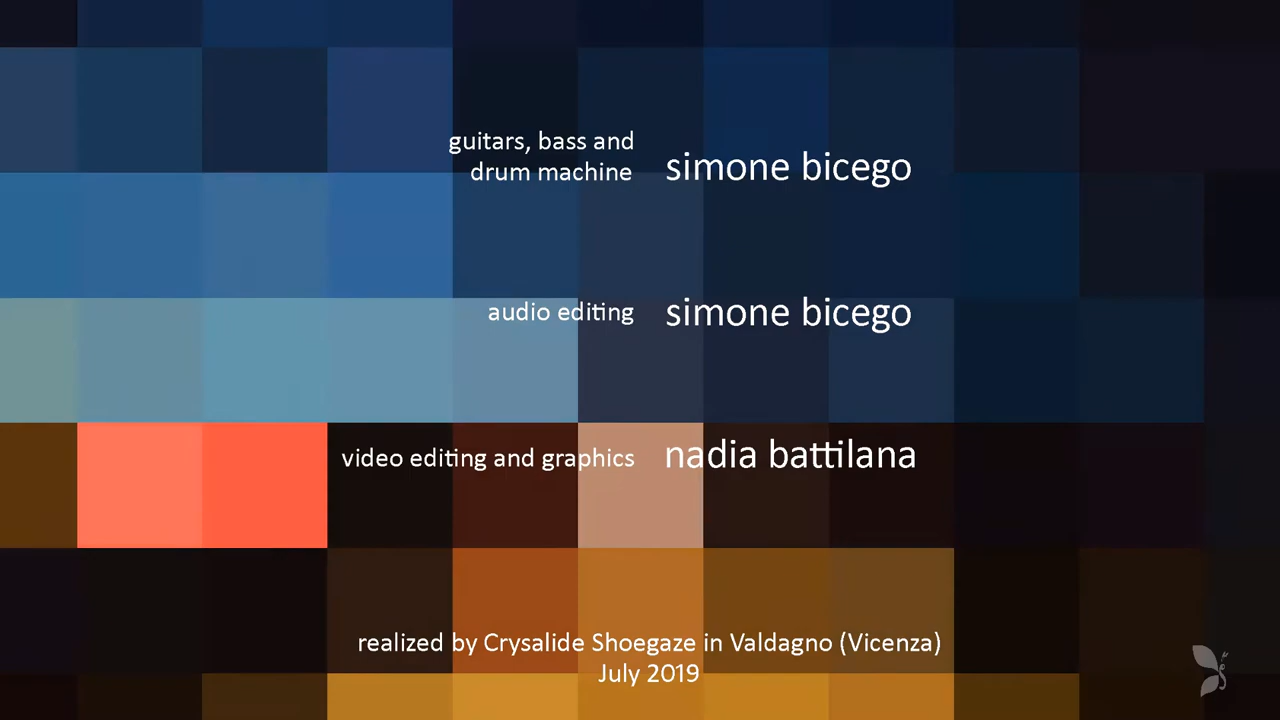 guitars, bass and
drum machine simone bicego
audio editing simone bicego
video editing and graphics nadia battilana
realized by Crysalide Shoegaze in Valdagno (Vicenza)
July 2019